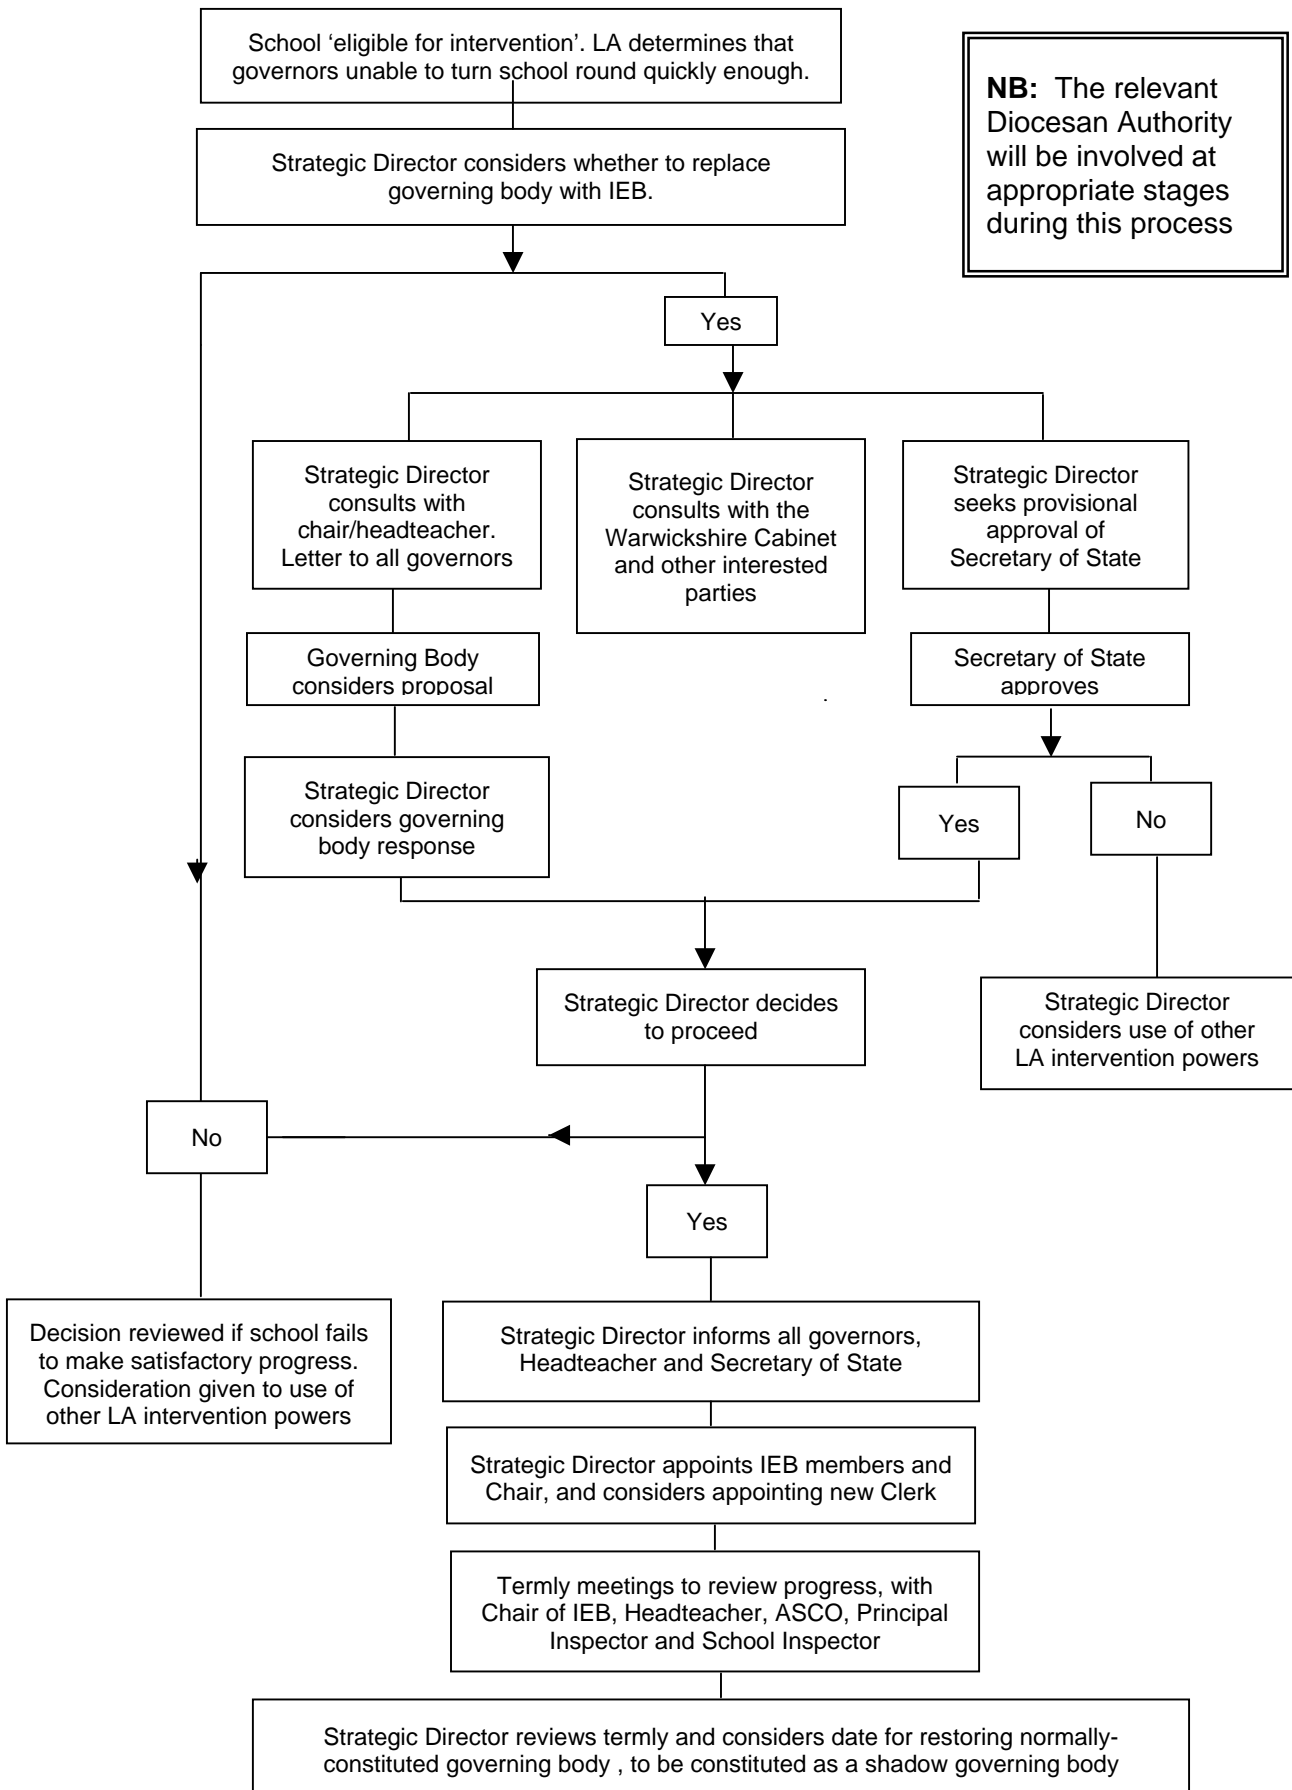 School ‘eligible for intervention’. LA determines that
governors unable to turn school round quickly enough.
NB: The relevant
Diocesan Authority
will be involved at
appropriate stages
during this process
Strategic Director considers whether to replace
governing body with IEB.
Yes
Strategic Director
consults with
chair/headteacher.
Letter to all governors
Strategic Director
consults with the
Warwickshire Cabinet
and other interested
parties
Strategic Director
seeks provisional
approval of
Secretary of State
Governing Body
considers proposal
Secretary of State
approves
.
Strategic Director
considers governing
body response
Yes
No
Strategic Director decides
to proceed
Strategic Director
considers use of other
LA intervention powers
No
Yes
Decision reviewed if school fails
to make satisfactory progress.
Consideration given to use of
other LA intervention powers
Strategic Director informs all governors,
Headteacher and Secretary of State
Strategic Director appoints IEB members and
Chair, and considers appointing new Clerk
Termly meetings to review progress, with
Chair of IEB, Headteacher, ASCO, Principal
Inspector and School Inspector
Strategic Director reviews termly and considers date for restoring normally-
constituted governing body , to be constituted as a shadow governing body